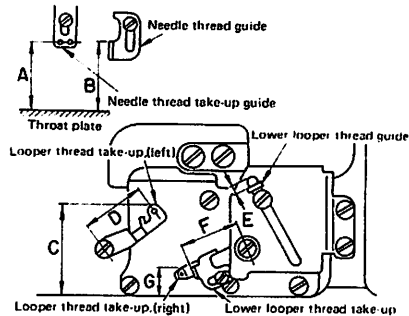 Needle thread guide
A
B
Needle thread take-up guide
Throat plate
Lower looper thread guide
Looper thread take-up.(left)
D
E
F
C
G
Looper thread take-up.(right)
Lower looper thread take-up